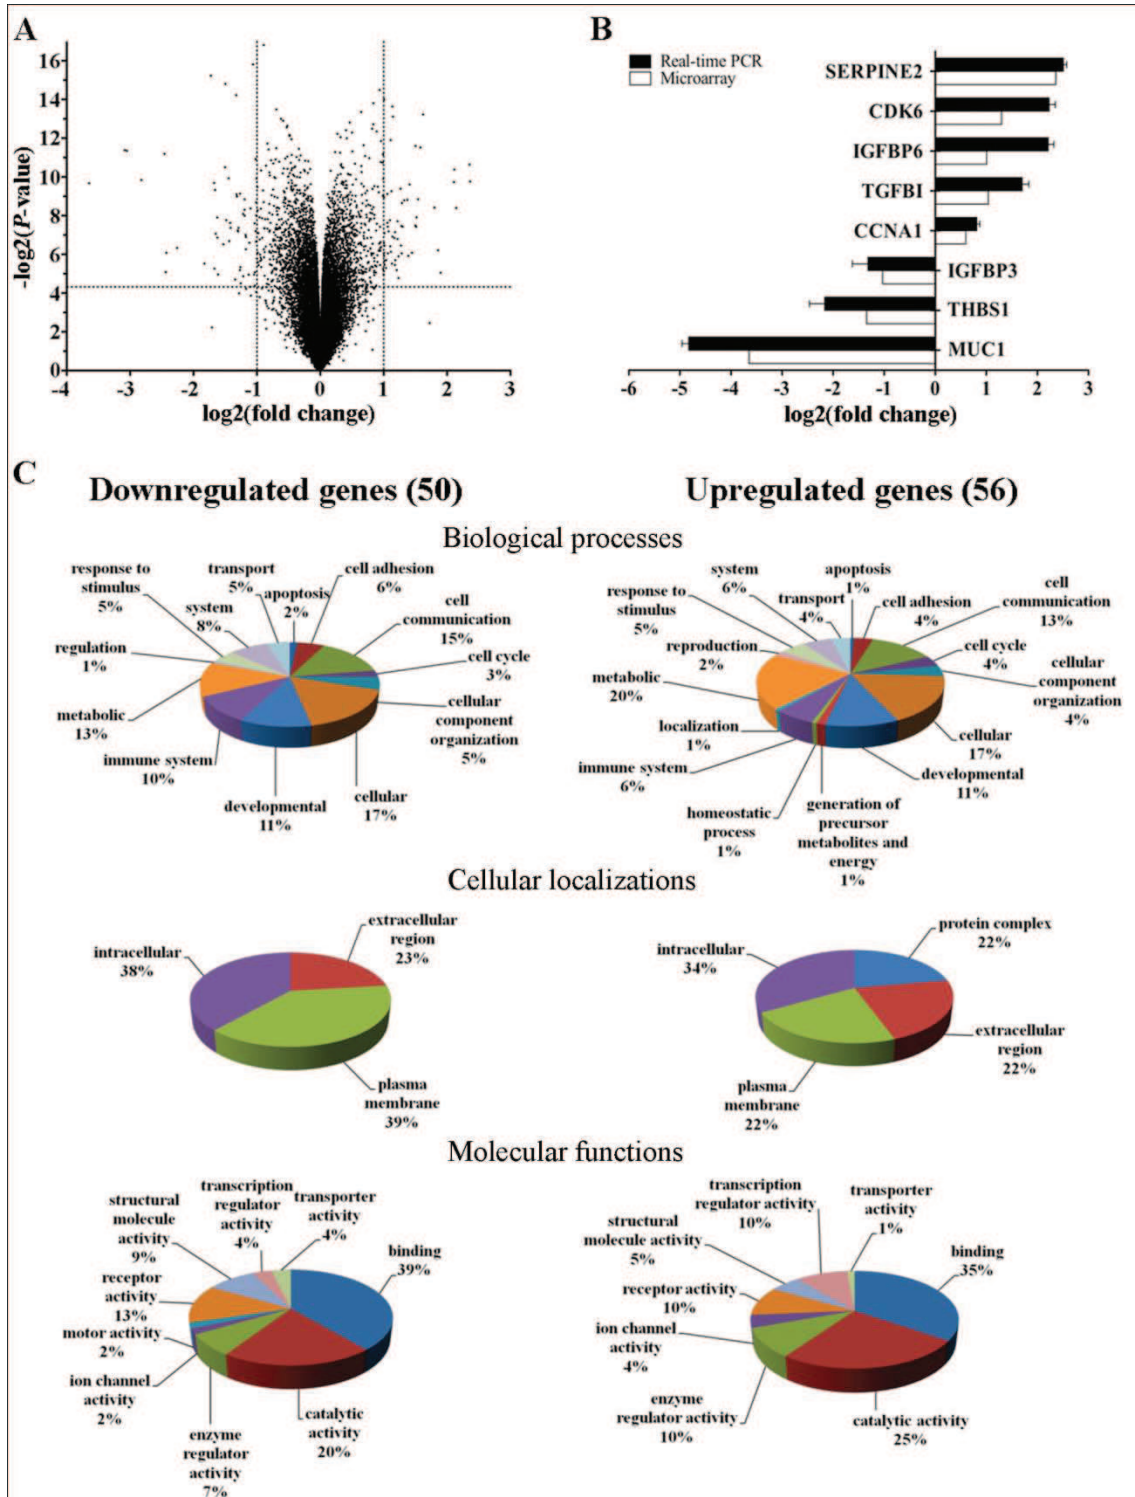 A
16
14
12
10
8
6
4
2
0
-log2(P-value)
-4 -3 -2 -1 0 1 2 3
log2(fold change)
B
Real-time PCR
Microarray
SERPINE2
CDK6
IGFBP6
TGFBI
CCNA1
IGFBP3
THBS1
MUC1
-6 -5 -4 -3 -2 -1 0 1 2 3
log2(fold change)
C
Downregulated genes (50)
Upregulated genes (56)
Biological processes
response to
stimulus
5%
transport
5%
apoptosis
2%
cell adhesion
6%
system
8%
cell
communication
15%
regulation
1%
cell cycle
3%
metabolic
13%
cellular
component
organization
5%
immune system
10%
developmental
11%
cellular
17%
system
6%
apoptosis
1%
response to
stimulus
5%
transport
4%
cell adhesion
4%
cell
communication
13%
reproduction
2%
cell cycle
4%
metabolic
20%
cellular
component
organization
4%
localization
1%
cellular
17%
immune system
6%
developmental
11%
homeostatic
process
1%
generation of
precursor
metabolites and
energy
1%
Cellular localizations
extracellular
region
23%
intracellular
38%
plasma
membrane
39%
protein complex
22%
intracellular
34%
extracellular
region
22%
plasma
membrane
22%
Molecular functions
structural
molecule
activity
9%
transcription
regulator
activity
4%
transporter
activity
4%
binding
39%
receptor
activity
13%
motor activity
2%
ion channel
activity
2%
enzyme
regulator
activity
7%
catalytic
activity
20%
transcription
regulator activity
10%
transporter
activity
1%
structural
molecule activity
5%
binding
35%
receptor activity
10%
ion channel
activity
4%
enzyme
regulator activity
10%
catalytic activity
25%